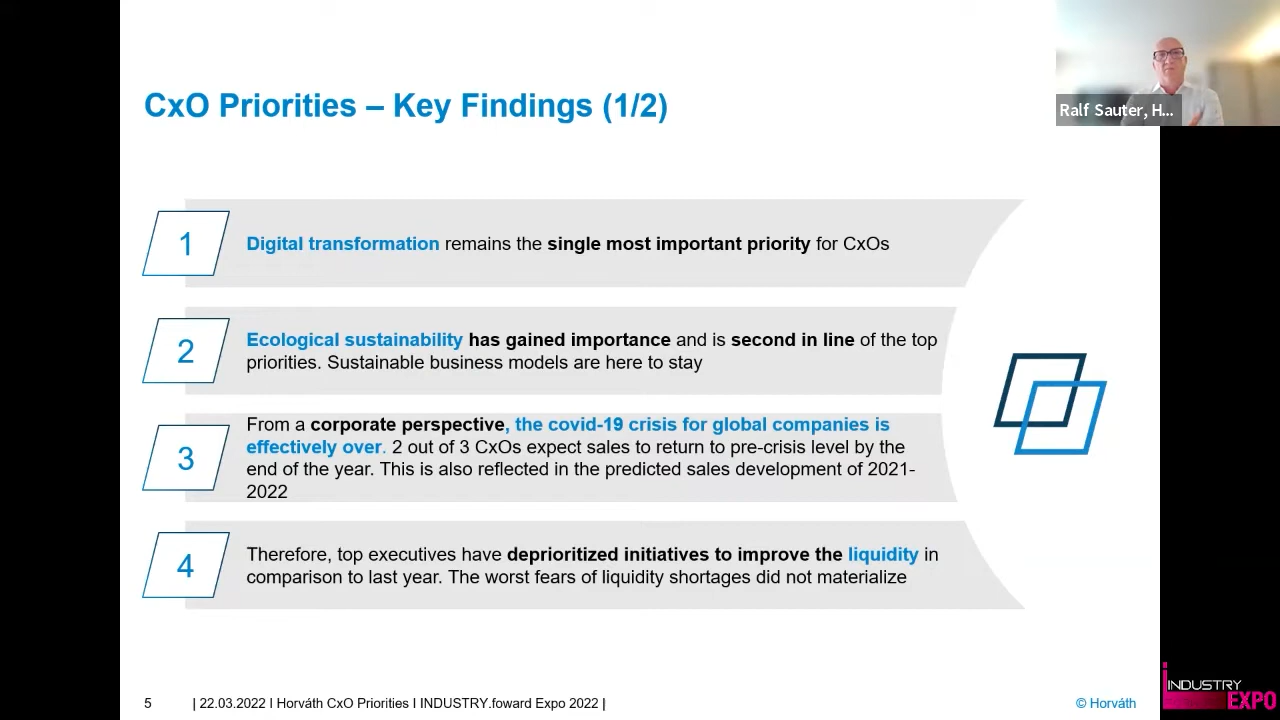 Ralf Sauter, H...
CxO Priorities – Key Findings (1/2)
1
Digital transformation remains the single most important priority for CxOs
2
Ecological sustainability has gained importance and is second in line of the top
priorities. Sustainable business models are here to stay
3
From a corporate perspective, the covid-19 crisis for global companies is
effectively over. 2 out of 3 CxOs expect sales to return to pre-crisis level by the
end of the year. This is also reflected in the predicted sales development of 2021-
2022
4
Therefore, top executives have deprioritized initiatives to improve the liquidity in
comparison to last year. The worst fears of liquidity shortages did not materialize
5 | 22.03.2022 I Horváth CxO Priorities I INDUSTRY.foward Expo 2022 |
© Horváth
INDUSTRY
EXPO